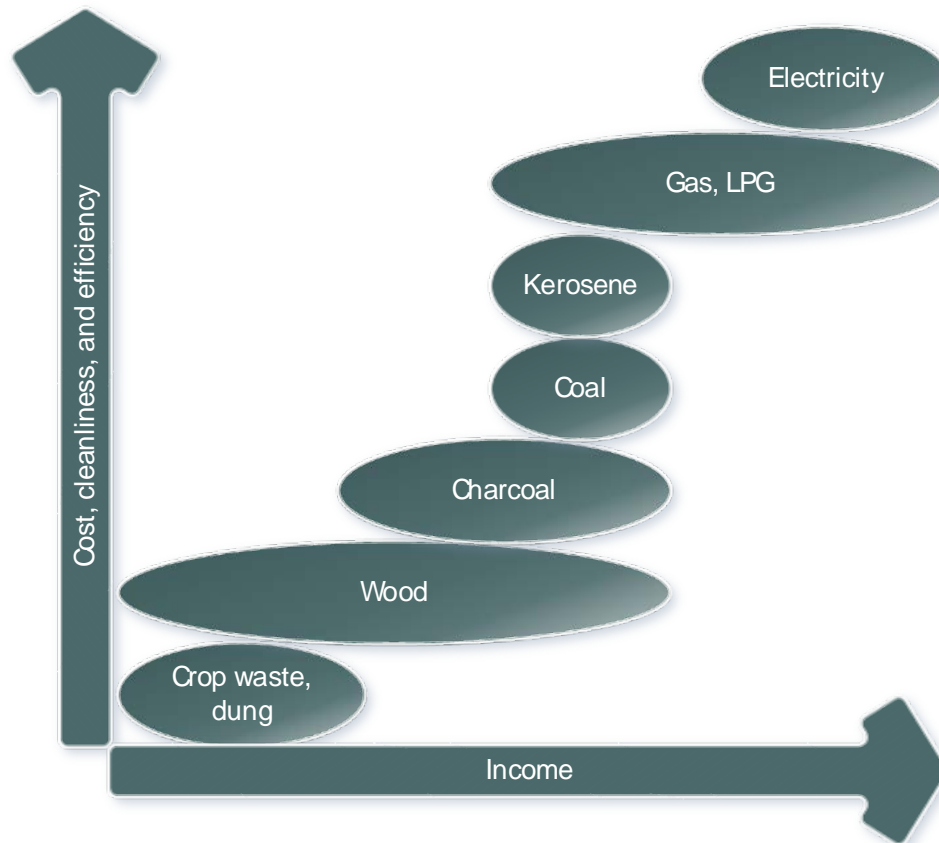 Electricity
Gas, LPG
Kerosene
Coal
Charcoal
Wood
Crop waste,
dung
Cost, cleanliness, and efficiency
Income